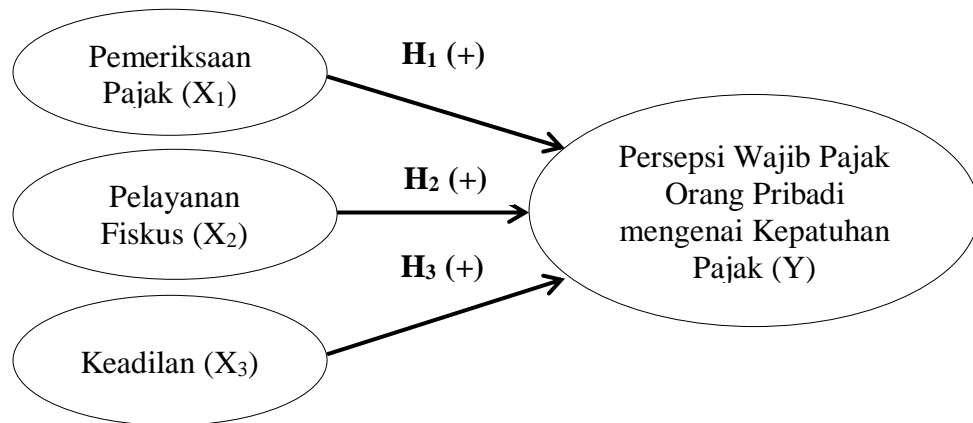 Pemeriksaan
Pajak (X₁)
H₁ (+)
Persepsi Wajib Pajak
Orang Pribadi
mengenai Kepatuhan
Pajak (Y)
Pelayanan
Fiskus (X₂)
H₂ (+)
H₃ (+)
Keadilan (X₃)